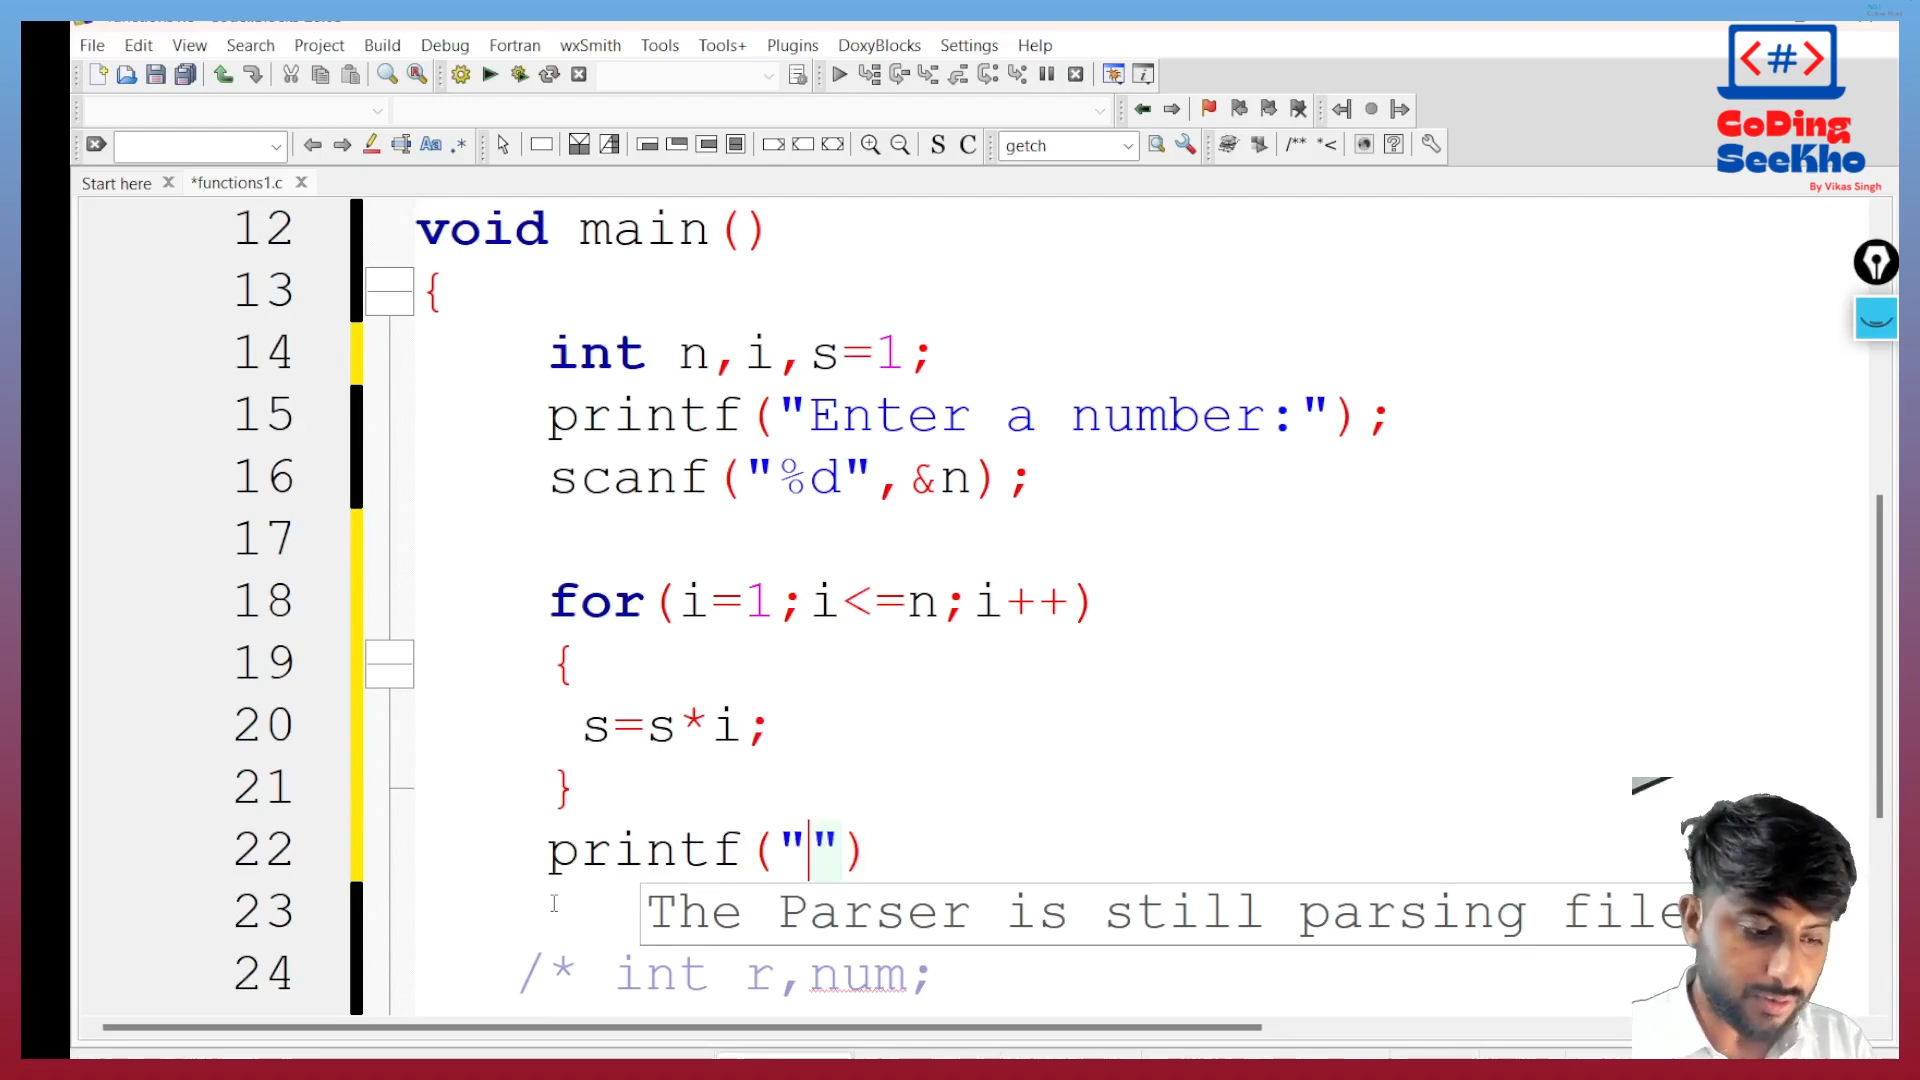 File Edit View Search Project Build Debug Fortran wxSmith Tools Tools+ Plugins DoxyBlocks Settings Help
<#>
CoDing
SeeKho
By Vikas Singh
Aa .* S C getch /** *<
Start here *functions1.c
12 void main()
13 {
14 int n,i,s=1;
15 printf("Enter a number:");
16 scanf("%d",&n);
17
18 for(i=1;i<=n;i++)
19 {
20 s=s*i;
21 }
22 printf("")
23 The Parser is still parsing file
24 /* int r,num;